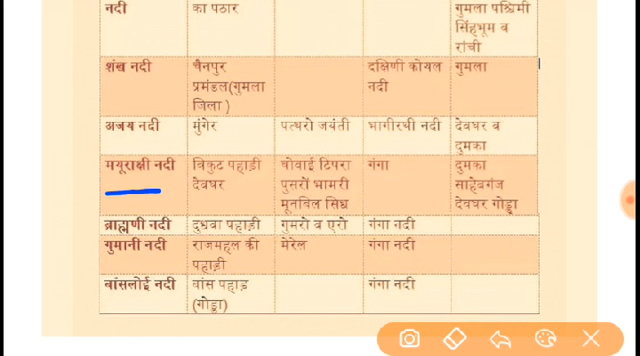 नदी का पठार गुमला पश्चिमी
सिंहभूम व
रांची
शंख नदी चैनपुर दक्षिणी कोयल गुमला
प्रमंडल(गुमला नदी
जिला )
अजय नदी मुंगेर पत्थरो जयंती भागीरथी नदी देवघर व
दुमका
मयूराक्षी नदी त्रिकुट पहाड़ी धोवाई टिपरा गंगा दुमका
देवघर पुसरों भामरी साहेबगंज
मूनबिल सिध देवघर गोड्डा
ब्राह्मणी नदी दुधवा पहाड़ी गुमरो व एरो गंगा नदी
गुमानी नदी राजमहल की मेरेल गंगा नदी
पहाड़ी
वांसलोई नदी वांस पहाड़ गंगा नदी
(गोड्डा)